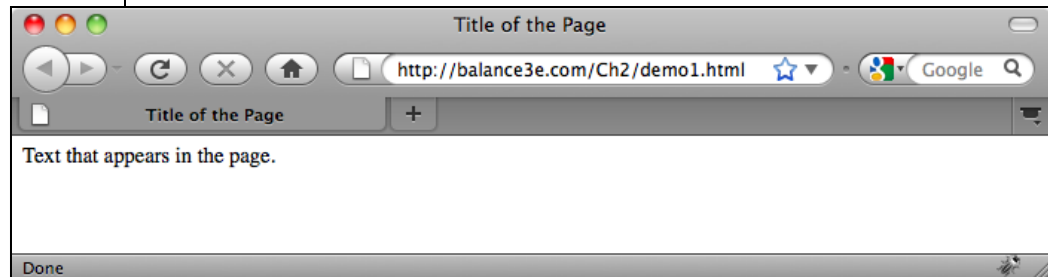 Title of the Page
http://balance3e.com/Ch2/demo1.html Google
Title of the Page
Text that appears in the page.
Done